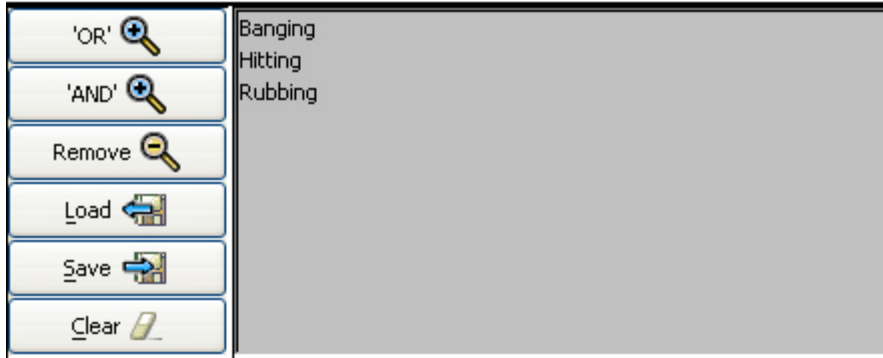 'OR'
'AND'
Remove
Load
Save
Clear
Banging
Hitting
Rubbing